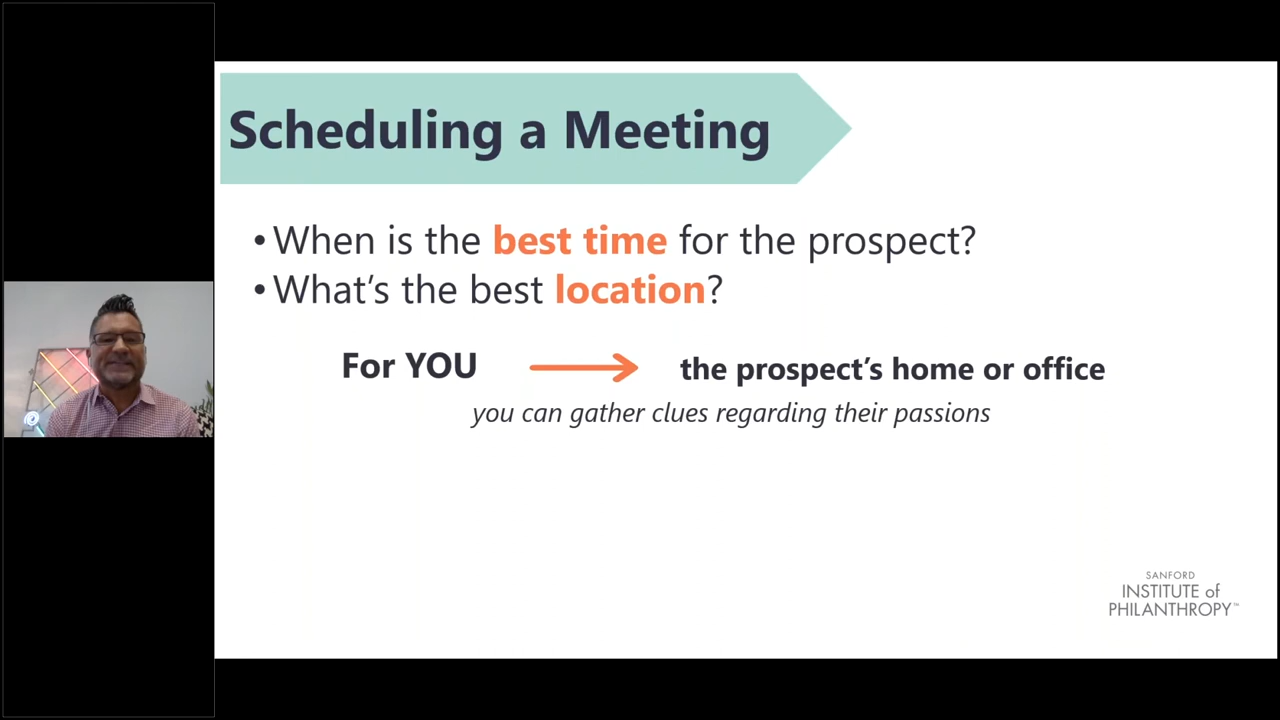 Scheduling a Meeting
• When is the best time for the prospect?
• What's the best location?
For YOU → the prospect's home or office
you can gather clues regarding their passions
SANFORD
INSTITUTE of
PHILANTHROPY™